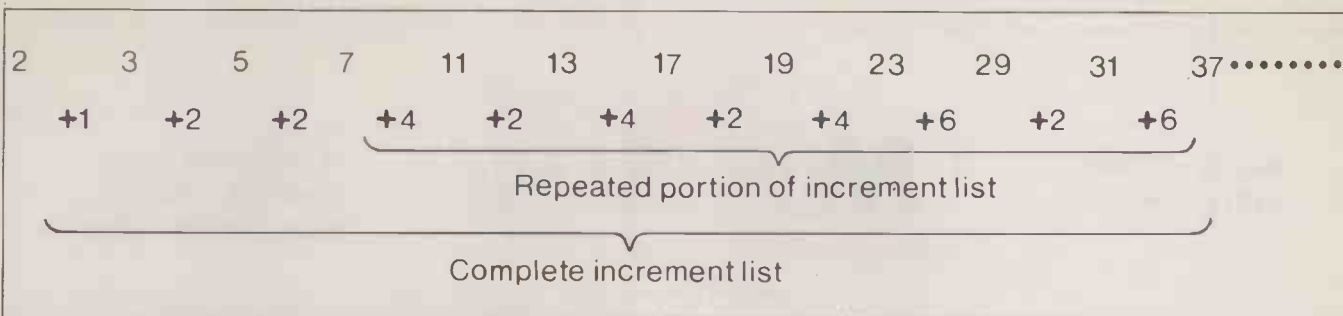 2 3 5 7 11 13 17 19 23 29 31 37••••••••
+1 +2 +2 +4 +2 +4 +2 +4 +6 +2 +6
Repeated portion of increment list
Complete increment list